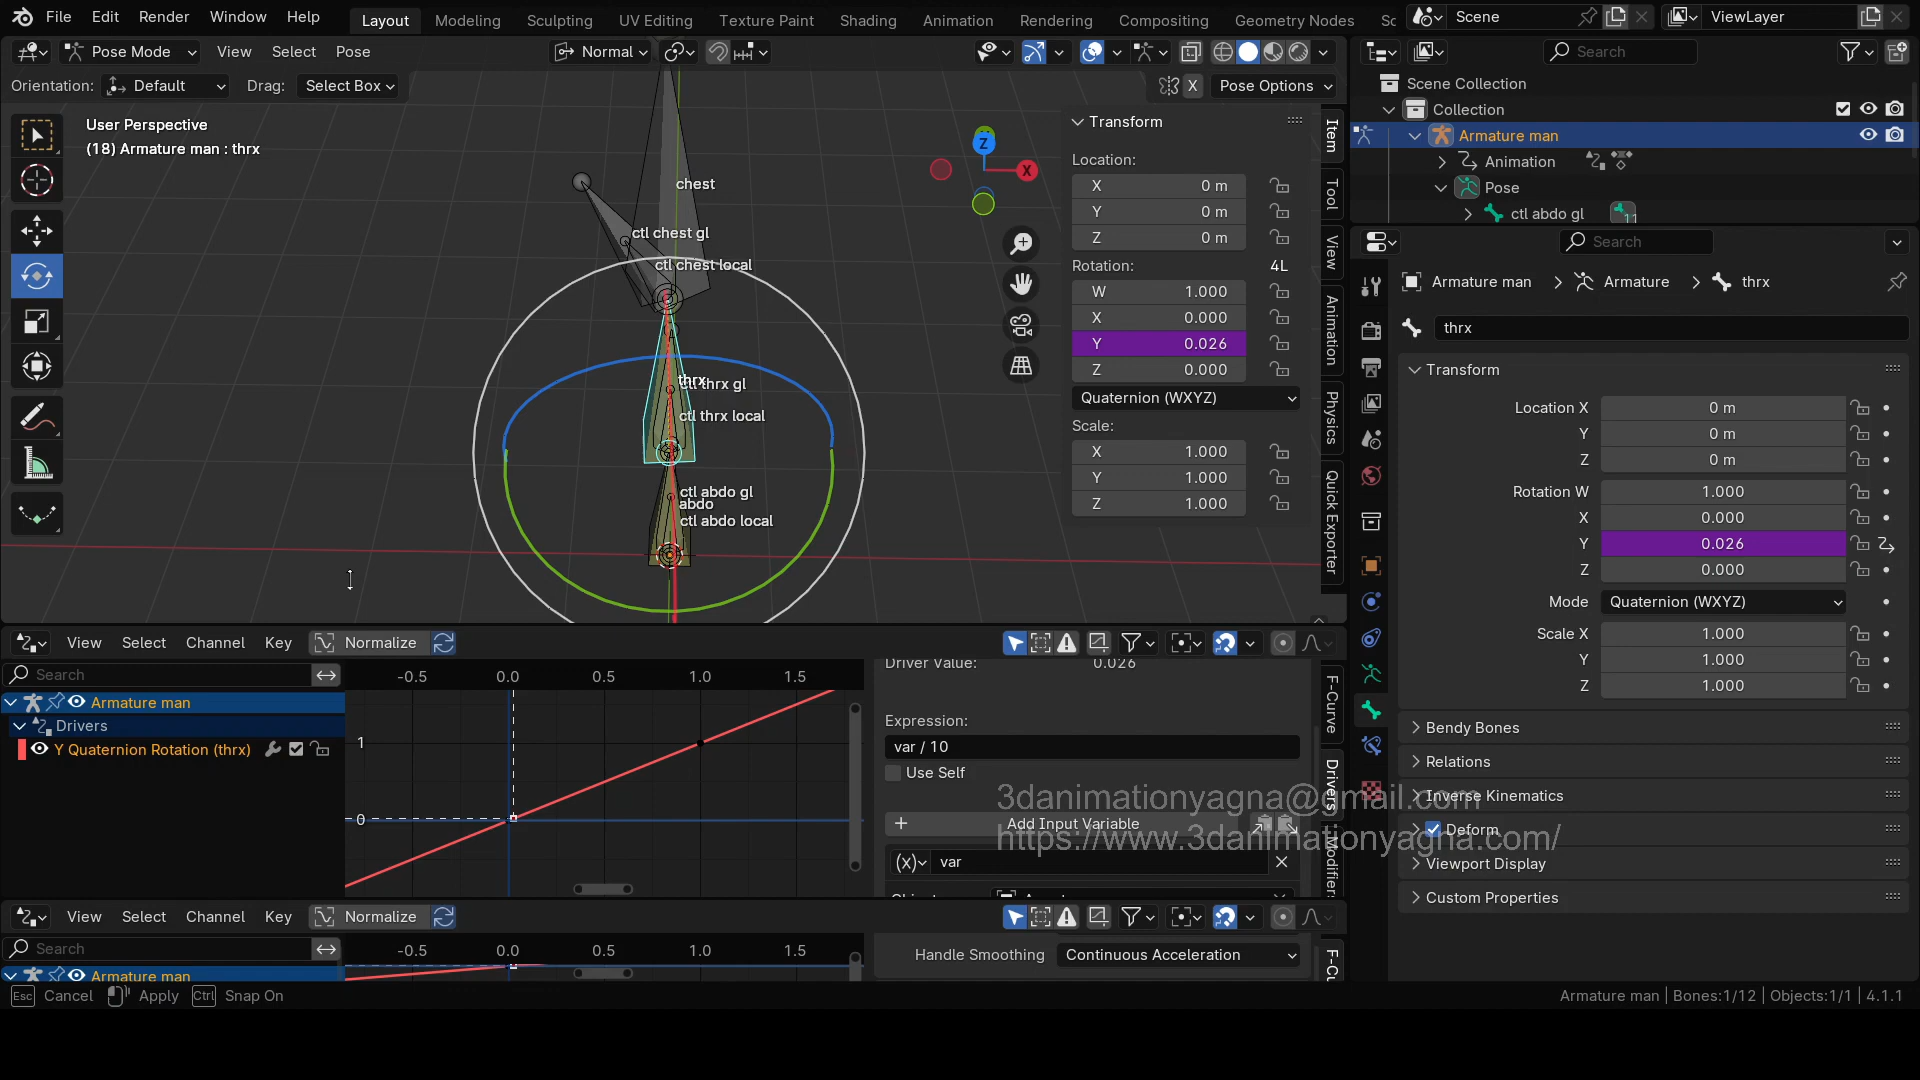 File Edit Render Window Help Layout Modeling Sculpting UV Editing Texture Paint Shading Animation Rendering Compositing Geometry Nodes Sc Scene ViewLayer
Pose Mode View Select Pose Normal Search
Orientation: Default Drag: Select Box X Pose Options
User Perspective
(18) Armature man : thrx
chest
ctl chest gl
ctl chest local
thrx
thrx gl
ctl thrx local
ctl abdo gl
abdo
ctl abdo local
Z
X
Transform
Location:
X 0 m
Y 0 m
Z 0 m
Rotation: 4L
W 1.000
X 0.000
Y 0.026
Z 0.000
Quaternion (WXYZ)
Scale:
X 1.000
Y 1.000
Z 1.000
Item
Tool
View
Animation
Physics
Quick Exporter
Scene Collection
Collection
Armature man
Animation
Pose
ctl abdo gl 11
Search
Armature man Armature thrx
thrx
Transform
Location X 0 m
Y 0 m
Z 0 m
Rotation W 1.000
X 0.000
Y 0.026
Z 0.000
Mode Quaternion (WXYZ)
Scale X 1.000
Y 1.000
Z 1.000
Bendy Bones
Relations
Inverse Kinematics
Deform
Viewport Display
Custom Properties
View Select Channel Key Normalize
Search
Armature man
Drivers
Y Quaternion Rotation (thrx)
-0.5 0.0 0.5 1.0 1.5
1
0
Driver Value: 0.026
Expression:
var / 10
Use Self
Add Input Variable
(x) var
F-Curve
Drivers
Modifier
3danimationyagna@gmail.com
https://www.3danimationyagna.com/
View Select Channel Key Normalize
Search
-0.5 0.0 0.5 1.0 1.5
Armature man
Handle Smoothing Continuous Acceleration
F-Cu
Esc Cancel Apply Ctrl Snap On Armature man | Bones:1/12 | Objects:1/1 | 4.1.1